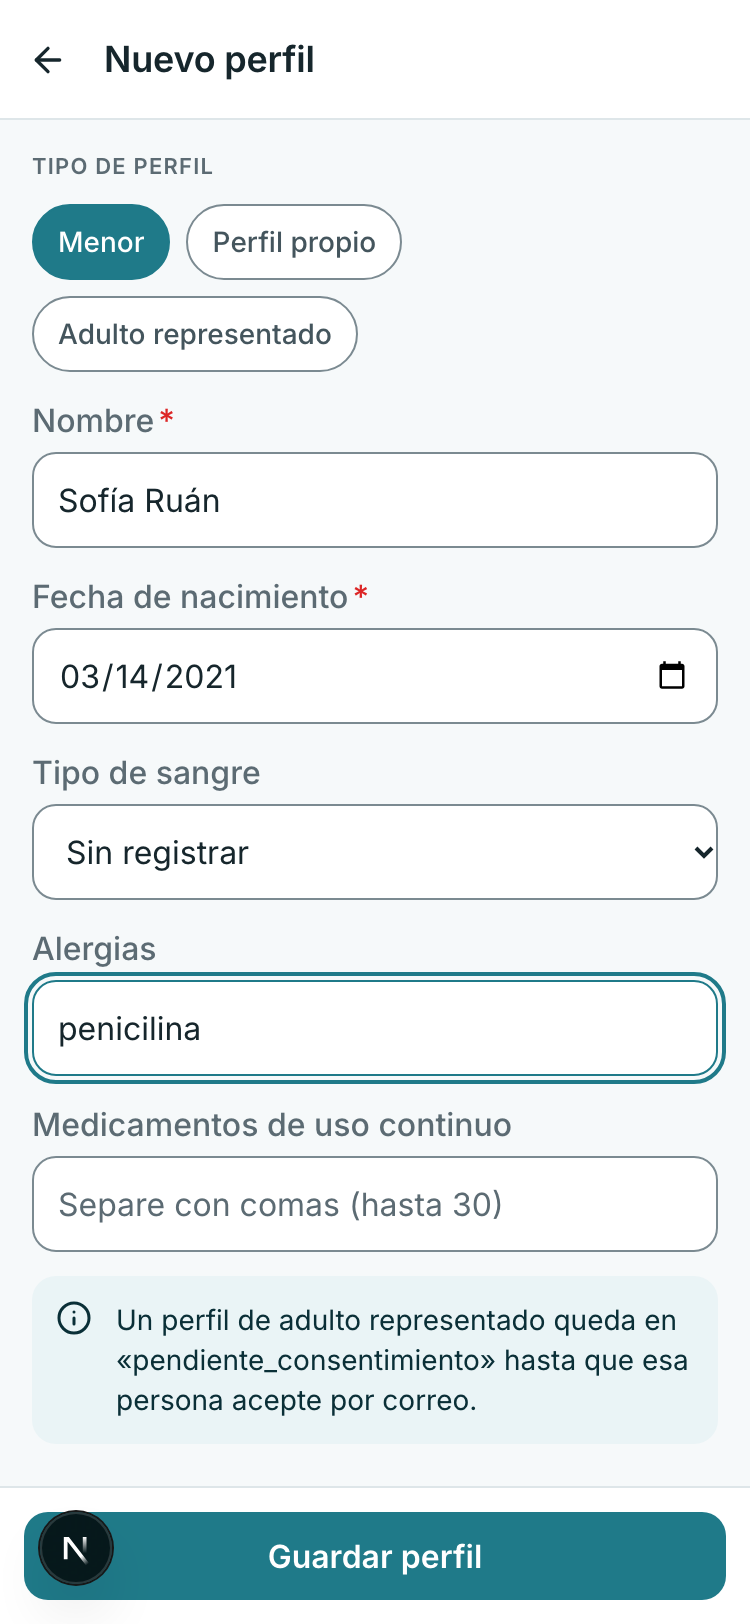 Nuevo perfil
TIPO DE PERFIL
Menor
Perfil propio
Adulto representado
Nombre*
Sofía Ruán
Fecha de nacimiento*
03/14/2021
Tipo de sangre
Sin registrar
Alergias
penicilina
Medicamentos de uso continuo
Separe con comas (hasta 30)
Un perfil de adulto representado queda en
«pendiente_consentimiento» hasta que esa
persona acepte por correo.
N
Guardar perfil